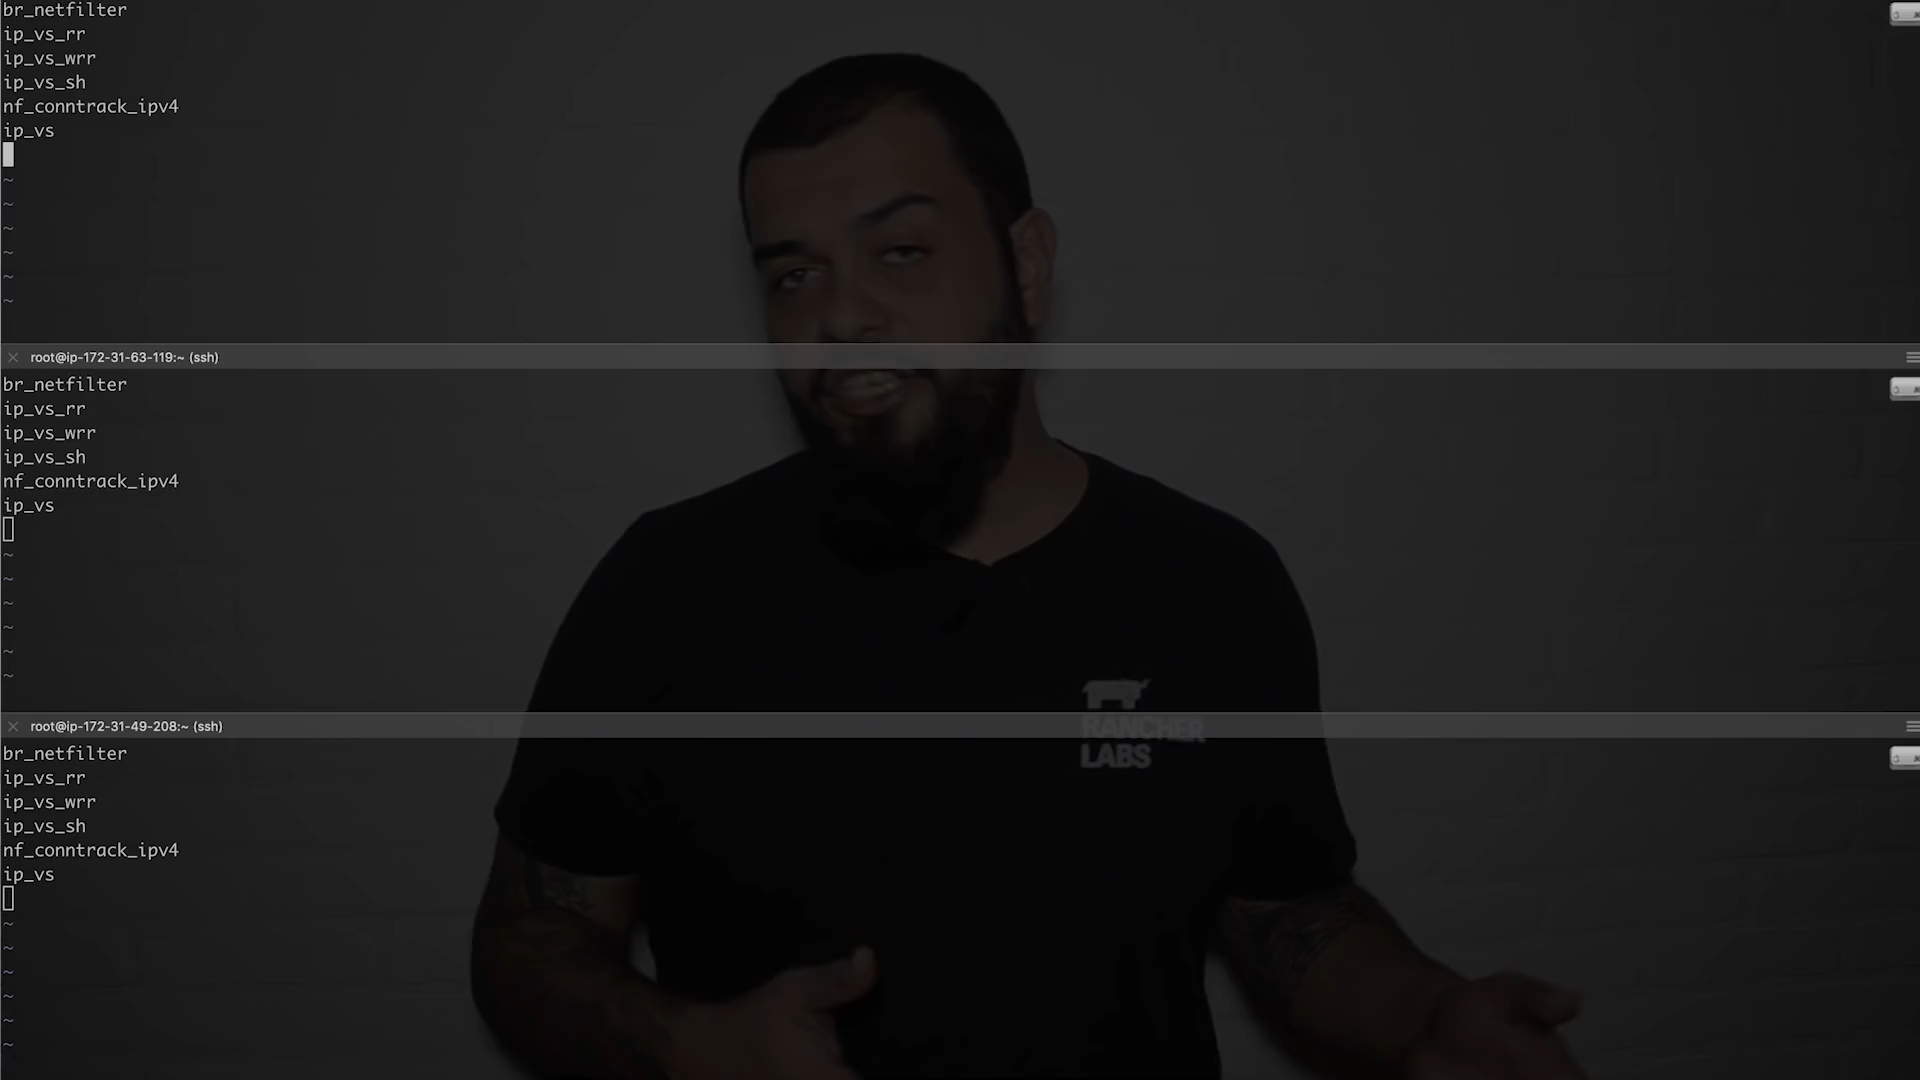 br_netfilter
ip_vs_rr
ip_vs_wrr
ip_vs_sh
nf_conntrack_ipv4
ip_vs
~
~
~
~
~
~
root@ip-172-31-63-119:~ (ssh)
br_netfilter
ip_vs_rr
ip_vs_wrr
ip_vs_sh
nf_conntrack_ipv4
ip_vs
~
~
~
~
~
~
root@ip-172-31-49-208:~ (ssh)
RANCHER
LABS
br_netfilter
ip_vs_rr
ip_vs_wrr
ip_vs_sh
nf_conntrack_ipv4
ip_vs
~
~
~
~
~
~